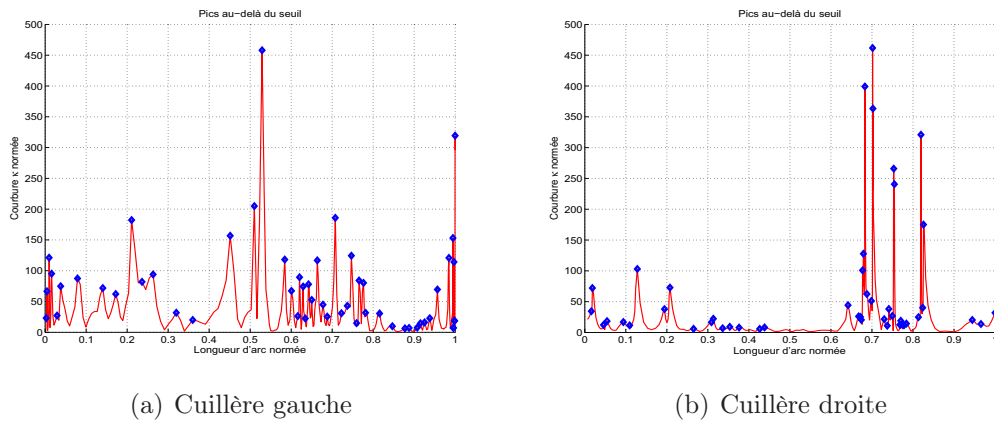 Pics au−delà du seuil
Courbure κ normée
500
450
400
350
300
250
200
150
100
50
0
0 0.1 0.2 0.3 0.4 0.5 0.6 0.7 0.8 0.9 1
Longueur d'arc normée
(a) Cuillère gauche
Pics au−delà du seuil
Courbure κ normée
500
450
400
350
300
250
200
150
100
50
0
0 0.1 0.2 0.3 0.4 0.5 0.6 0.7 0.8 0.9 1
Longueur d'arc normée
(b) Cuillère droite